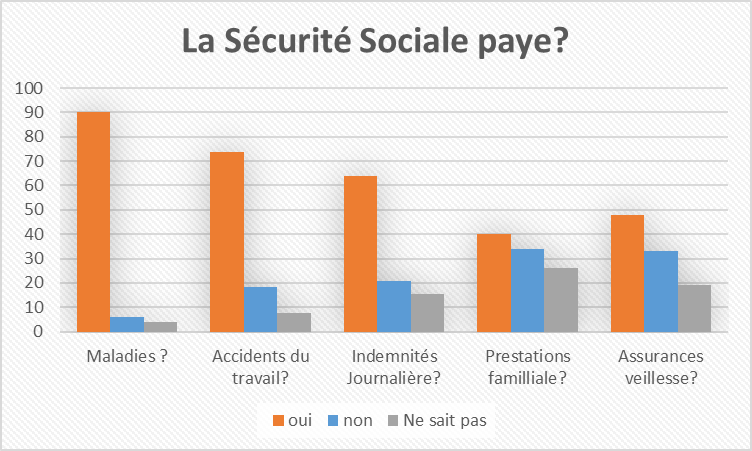 La Sécurité Sociale paye?
100
90
80
70
60
50
40
30
20
10
0
Maladies ?
Accidents du
travail?
Indemnités
Journalière?
Prestations
familliale?
Assurances
veillesse?
oui non Ne sait pas